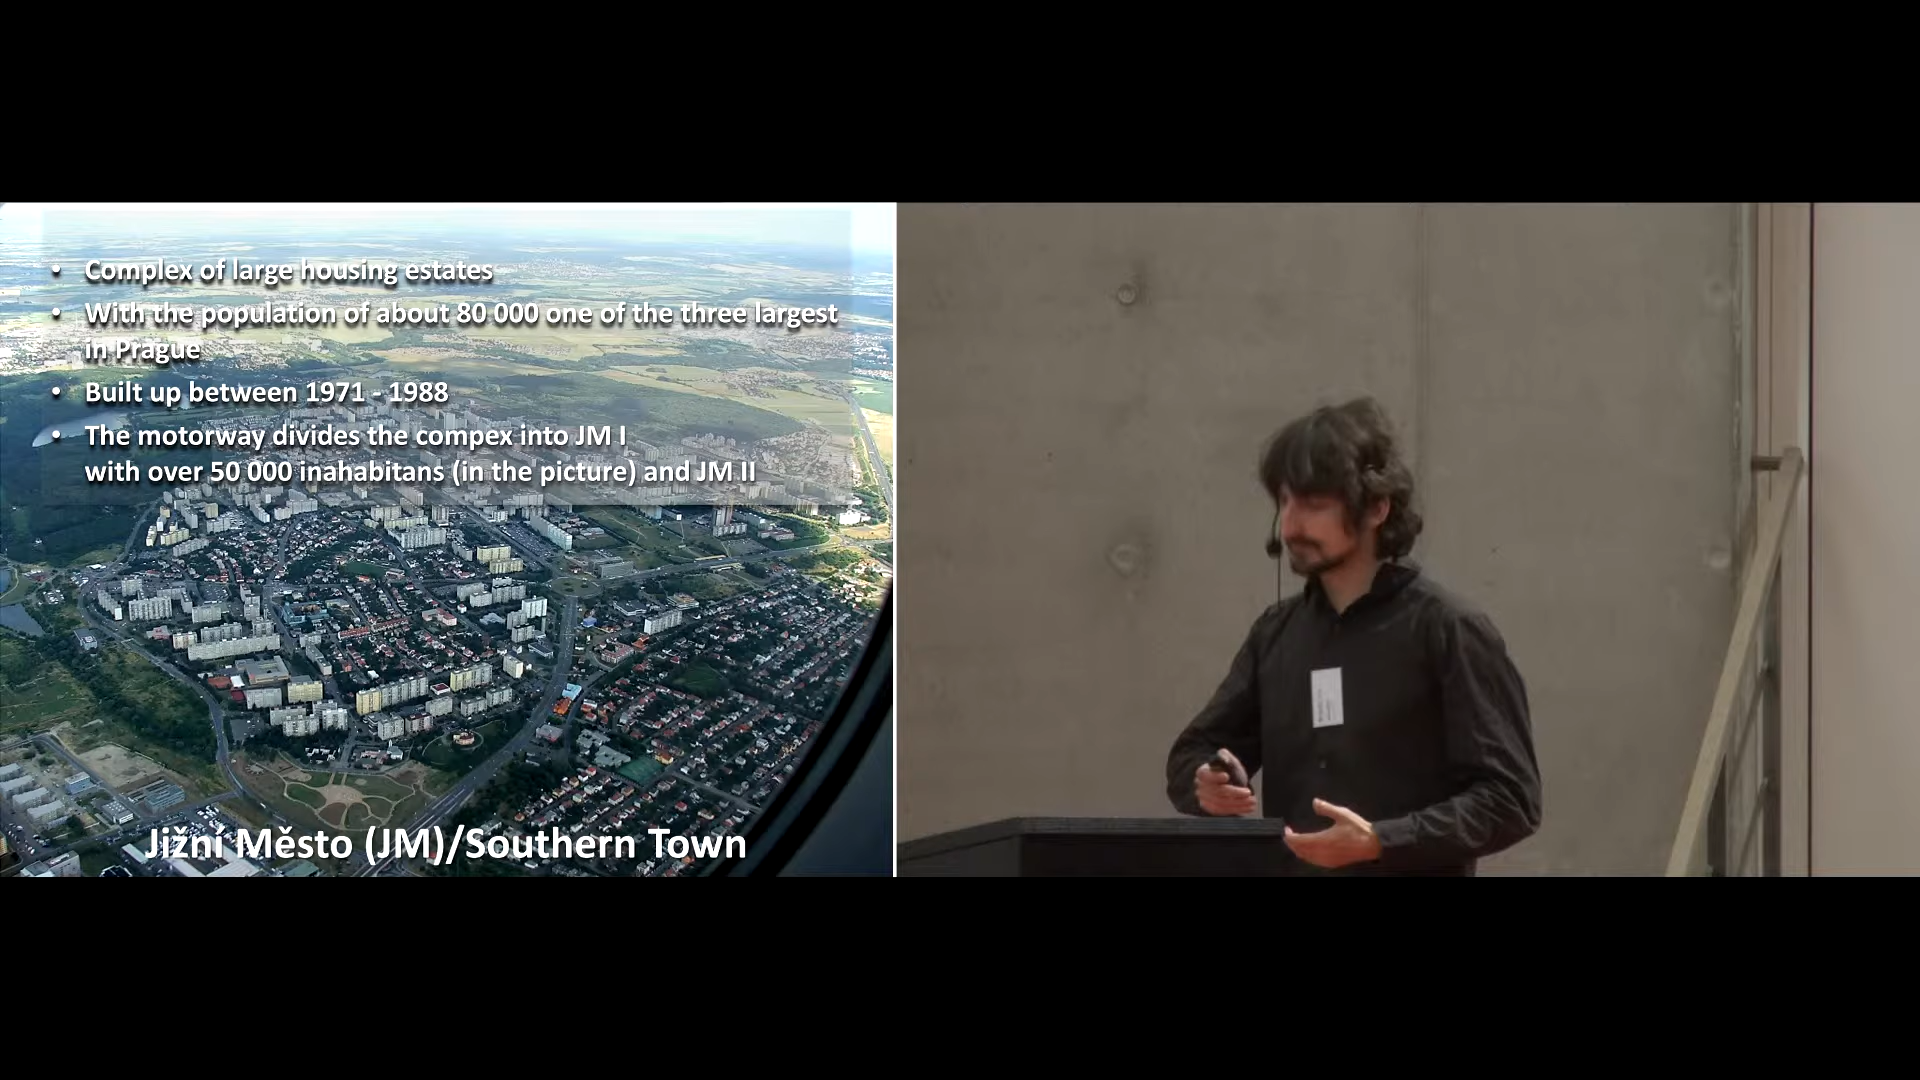 • Complex of large housing estates
• With the population of about 80 000 one of the three largest
in Prague
• Built up between 1971 - 1988
• The motorway divides the compex into JM I
with over 50 000 inahabitans (in the picture) and JM II
Jižní Město (JM)/Southern Town